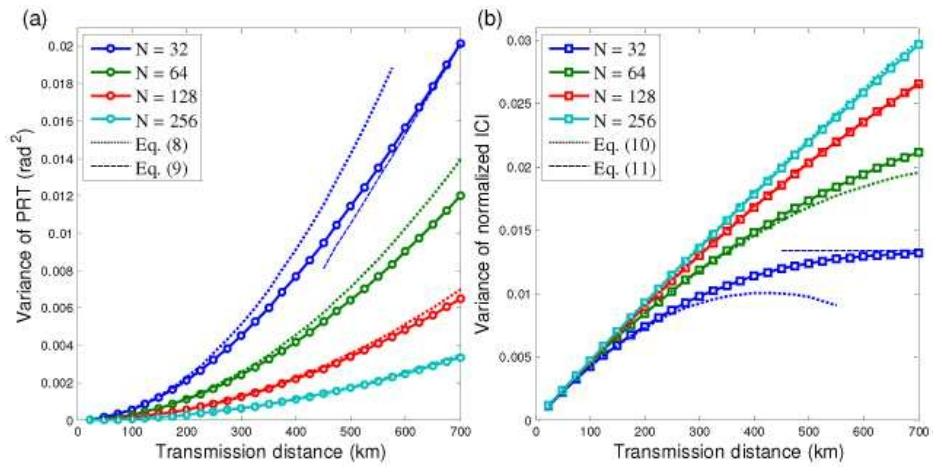 (a)
N = 32
N = 64
N = 128
N = 256
Eq. (8)
Eq. (9)
Variance of PRT (rad²)
0.02
0.018
0.016
0.014
0.012
0.01
0.008
0.006
0.004
0.002
0
0 100 200 300 400 500 600 700
Transmission distance (km)
(b)
N = 32
N = 64
N = 128
N = 256
Eq. (10)
Eq. (11)
Variance of normalized ICI
0.03
0.025
0.02
0.015
0.01
0.005
0
0 100 200 300 400 500 600 700
Transmission distance (km)